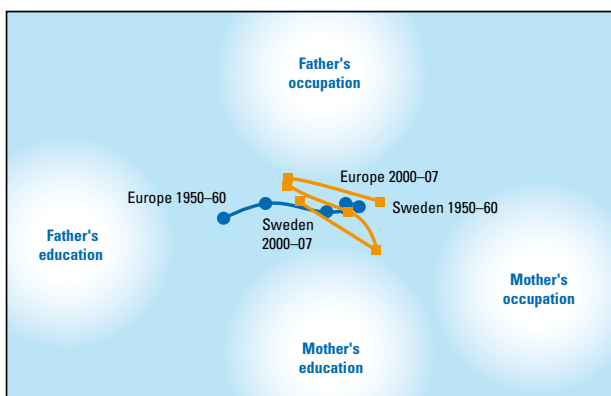 Father's
occupation
Europe 2000–07
Europe 1950–60
Sweden 1950–60
Sweden
2000–07
Father's
education
Mother's
occupation
Mother's
education